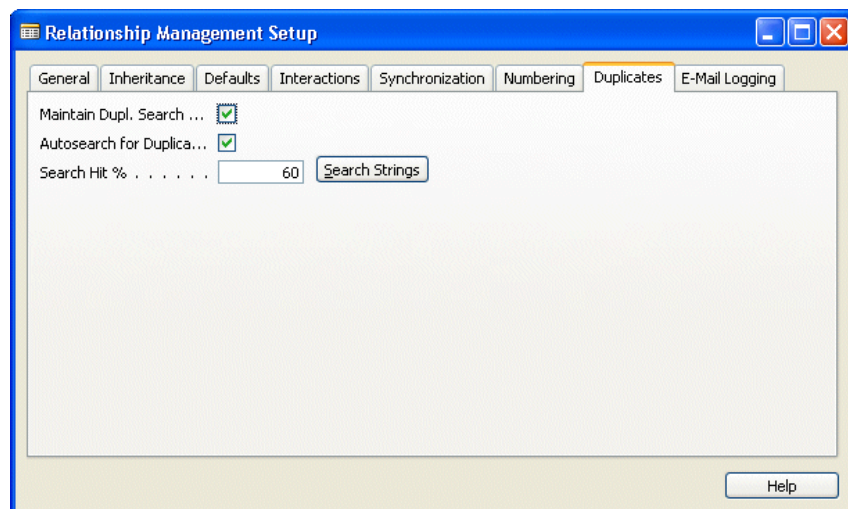 Relationship Management Setup
General Inheritance Defaults Interactions Synchronization Numbering Duplicates E-Mail Logging
Maintain Dupl. Search ...
Autosearch for Duplica...
Search Hit % . . . . . . 60 Search Strings
Help